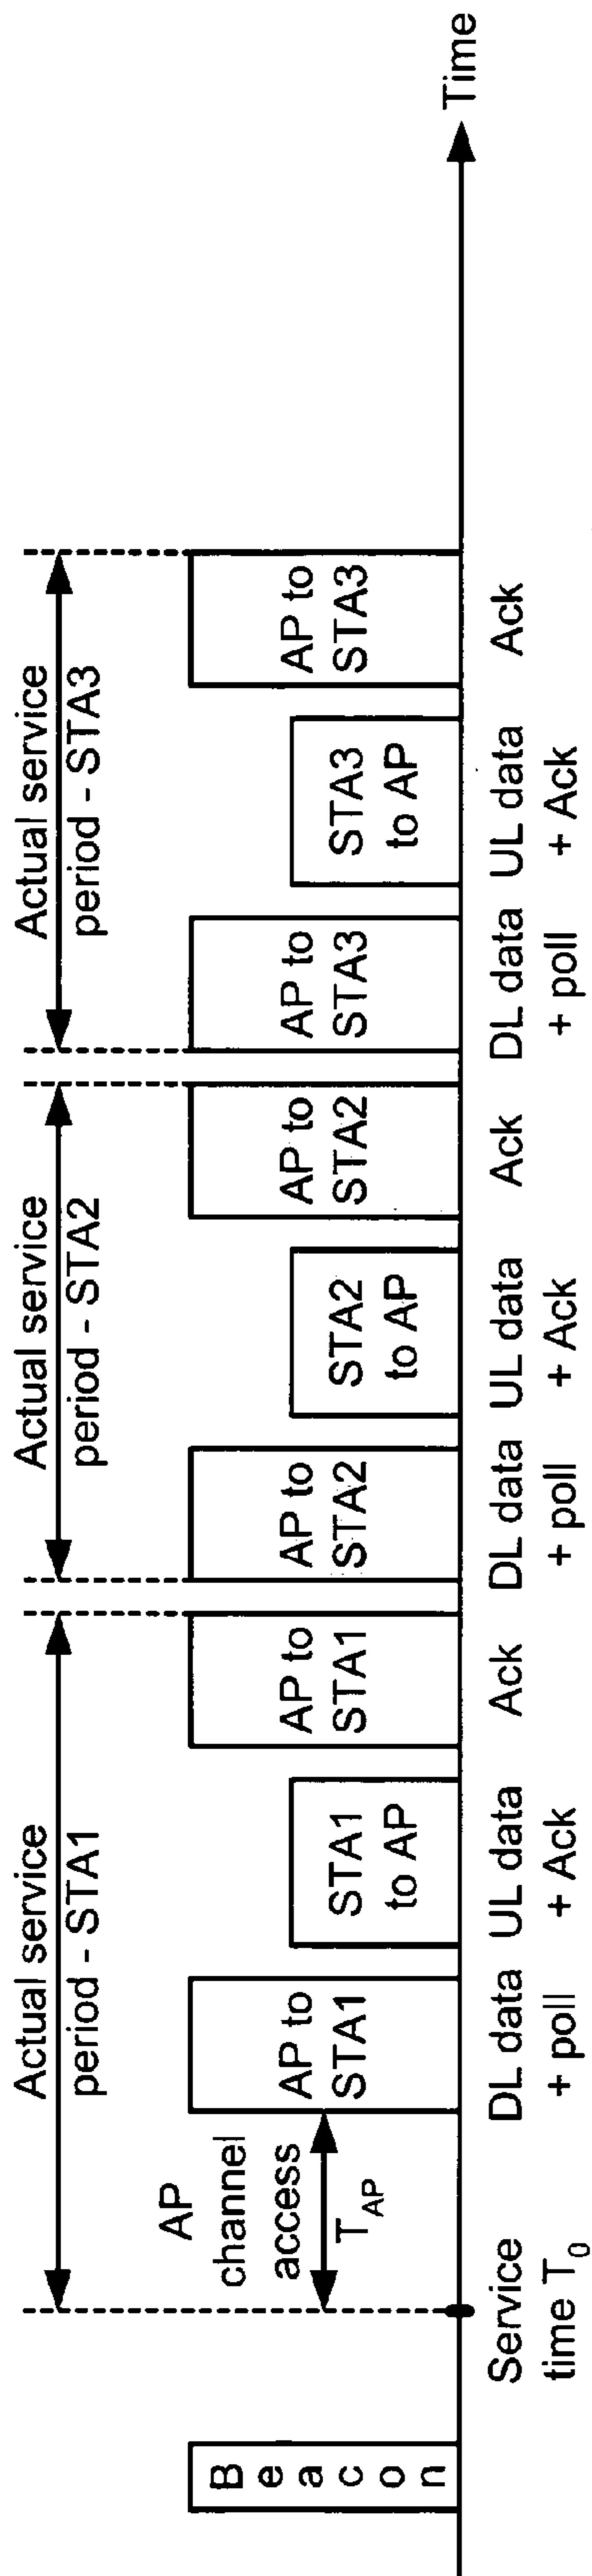 Actual service
period - STA1
Actual service
period - STA2
Actual service
period - STA3
AP
channel
access
T_AP
Beacon
AP to
STA1
STA1
to AP
AP to
STA1
AP to
STA2
STA2
to AP
AP to
STA2
AP to
STA3
STA3
to AP
AP to
STA3
Time
Service
time T_0
DL data
+ poll
UL data
+ Ack
Ack
DL data
+ poll
UL data
+ Ack
Ack
DL data
+ poll
UL data
+ Ack
Ack